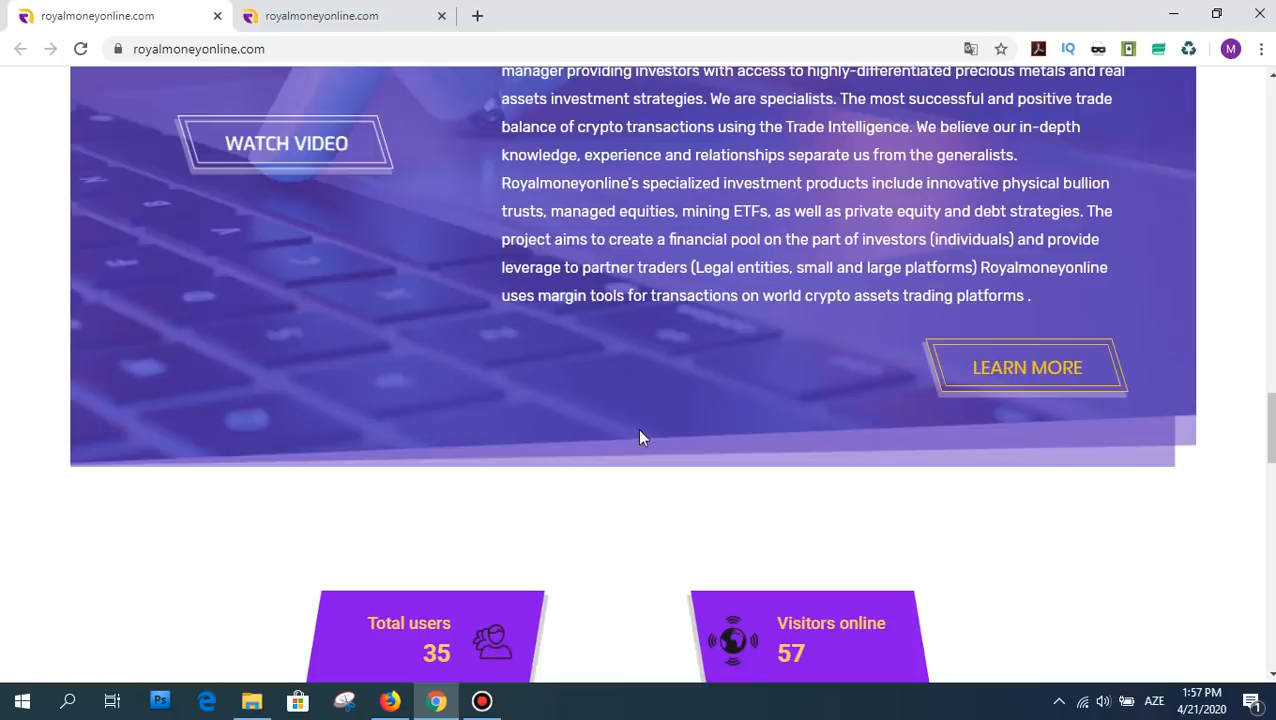 royalmoneyonline.com
royalmoneyonline.com
royalmoneyonline.com
manager providing investors with access to highly-differentiated precious metals and real
assets investment strategies. We are specialists. The most successful and positive trade
balance of crypto transactions using the Trade Intelligence. We believe our in-depth
knowledge, experience and relationships separate us from the generalists.
Royalmoneyonline's specialized investment products include innovative physical bullion
trusts, managed equities, mining ETFs, as well as private equity and debt strategies. The
project aims to create a financial pool on the part of investors (individuals) and provide
leverage to partner traders (Legal entities, small and large platforms) Royalmoneyonline
uses margin tools for transactions on world crypto assets trading platforms .
WATCH VIDEO
LEARN MORE
Total users
35
Visitors online
57
IQ
M
Ps
AZE
1:57 PM
4/21/2020
1